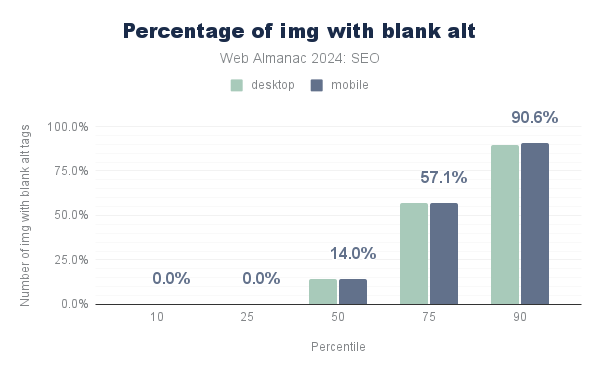 Percentage of img with blank alt
Web Almanac 2024: SEO
desktop
mobile
Number of img with blank alt tags
100.0%
75.0%
50.0%
25.0%
0.0%
0.0%
0.0%
14.0%
57.1%
90.6%
10
25
50
75
90
Percentile